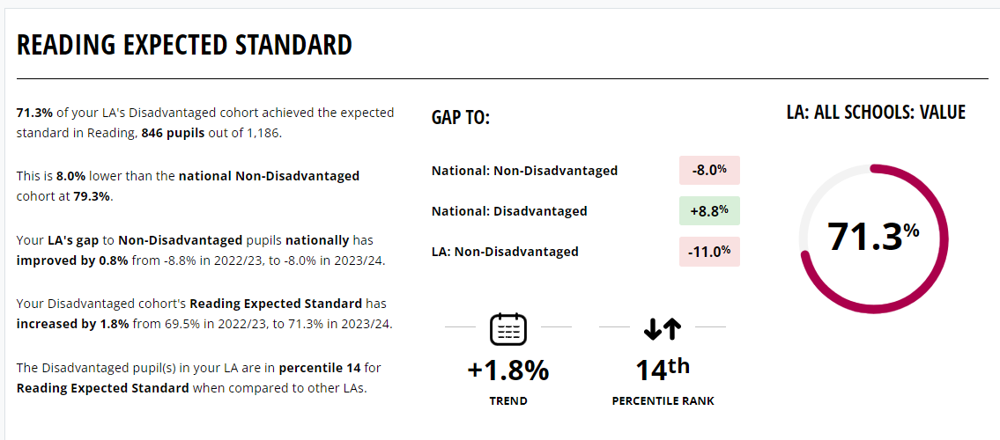 READING EXPECTED STANDARD
71.3% of your LA's Disadvantaged cohort achieved the expected
standard in Reading, 846 pupils out of 1,186.
This is 8.0% lower than the national Non-Disadvantaged
cohort at 79.3%.
Your LA's gap to Non-Disadvantaged pupils nationally has
improved by 0.8% from -8.8% in 2022/23, to -8.0% in 2023/24.
Your Disadvantaged cohort's Reading Expected Standard has
increased by 1.8% from 69.5% in 2022/23, to 71.3% in 2023/24.
The Disadvantaged pupil(s) in your LA are in percentile 14 for
Reading Expected Standard when compared to other LAs.
GAP TO:
National: Non-Disadvantaged -8.0%
National: Disadvantaged +8.8%
LA: Non-Disadvantaged -11.0%
+1.8%
TREND
14th
PERCENTILE RANK
LA: ALL SCHOOLS: VALUE
71.3%